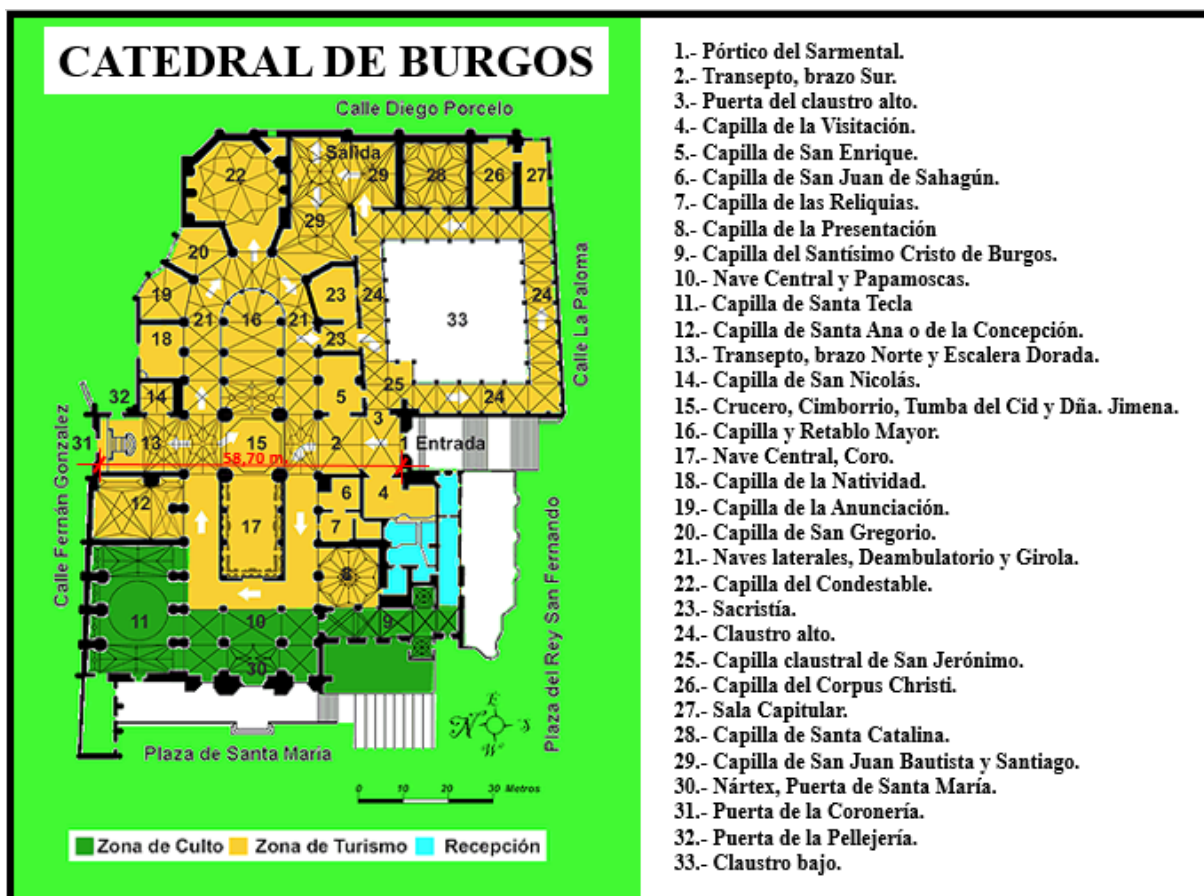 CATEDRAL DE BURGOS
Calle Diego Porcelo
Salida
22
29
28
26
27
29
20
24
24
19
23
33
21
16
21
18
23
Calle La Paloma
25
32
14
5
24
3
31
13
15
2
1 Entrada
58,70 m.
12
6
4
17
7
Calle Fernán Gonzalez
8
11
10
9
30
Plaza del Rey San Fernando
E
N
S
W
Plaza de Santa Maria
0 10 20 30 Metros
Zona de Culto
Zona de Turismo
Recepción
1.- Pórtico del Sarmental.
2.- Transepto, brazo Sur.
3.- Puerta del claustro alto.
4.- Capilla de la Visitación.
5.- Capilla de San Enrique.
6.- Capilla de San Juan de Sahagún.
7.- Capilla de las Reliquias.
8.- Capilla de la Presentación
9.- Capilla del Santísimo Cristo de Burgos.
10.- Nave Central y Papamoscas.
11.- Capilla de Santa Tecla
12.- Capilla de Santa Ana o de la Concepción.
13.- Transepto, brazo Norte y Escalera Dorada.
14.- Capilla de San Nicolás.
15.- Crucero, Cimborrio, Tumba del Cid y Dña. Jimena.
16.- Capilla y Retablo Mayor.
17.- Nave Central, Coro.
18.- Capilla de la Natividad.
19.- Capilla de la Anunciación.
20.- Capilla de San Gregorio.
21.- Naves laterales, Deambulatorio y Girola.
22.- Capilla del Condestable.
23.- Sacristía.
24.- Claustro alto.
25.- Capilla claustral de San Jerónimo.
26.- Capilla del Corpus Christi.
27.- Sala Capitular.
28.- Capilla de Santa Catalina.
29.- Capilla de San Juan Bautista y Santiago.
30.- Nártex, Puerta de Santa María.
31.- Puerta de la Coronería.
32.- Puerta de la Pellejería.
33.- Claustro bajo.